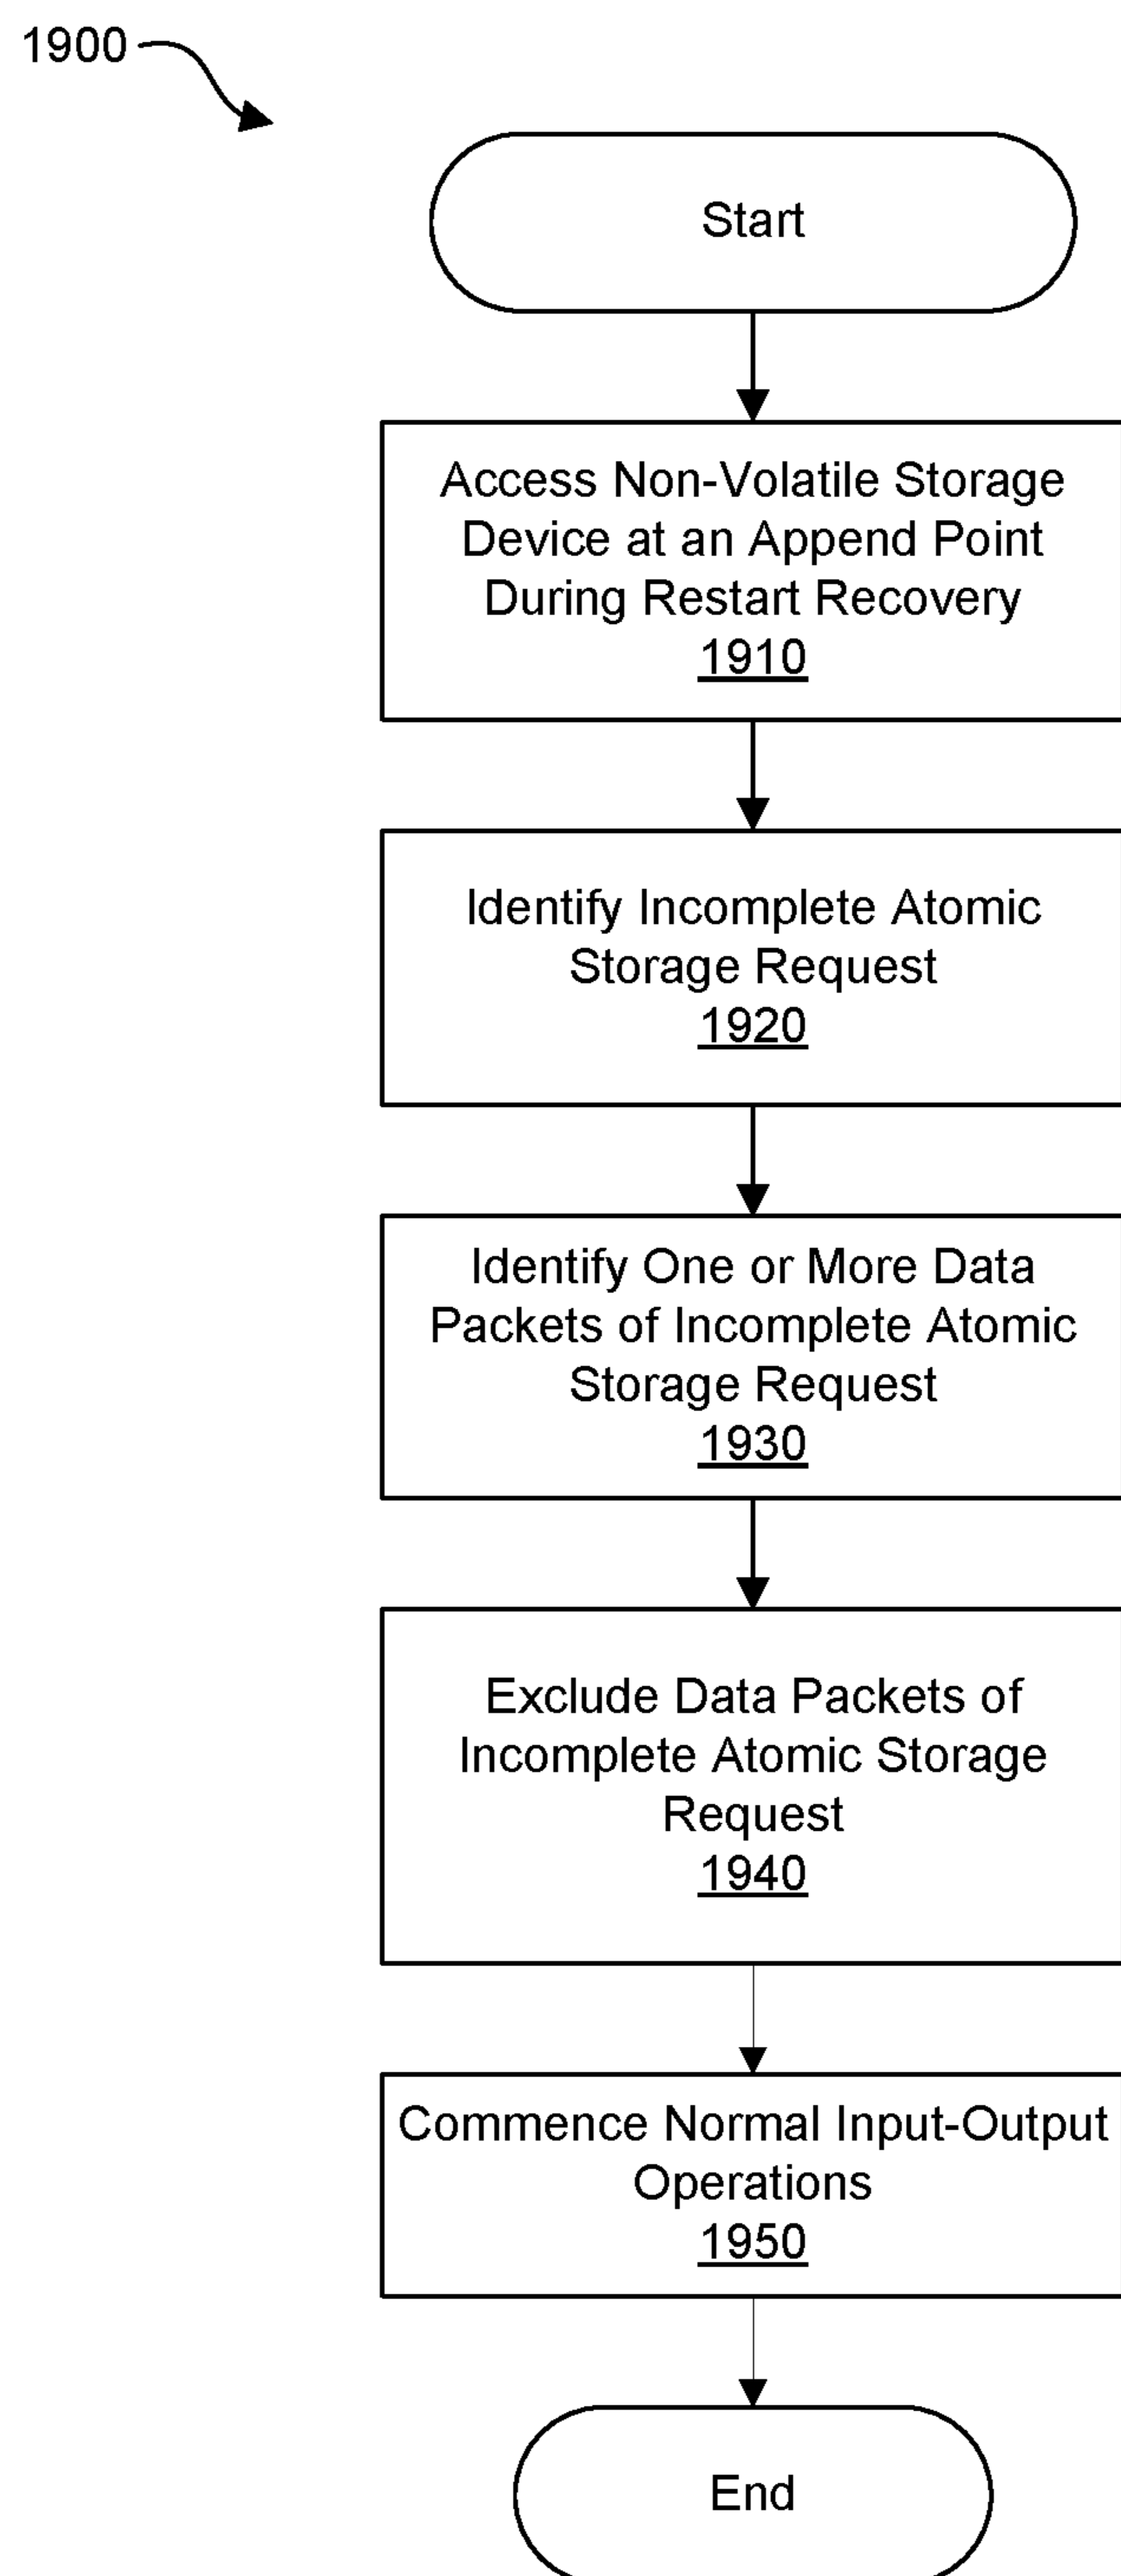 1900
Start
Access Non-Volatile Storage
Device at an Append Point
During Restart Recovery
1910
Identify Incomplete Atomic
Storage Request
1920
Identify One or More Data
Packets of Incomplete Atomic
Storage Request
1930
Exclude Data Packets of
Incomplete Atomic Storage
Request
1940
Commence Normal Input-Output
Operations
1950
End